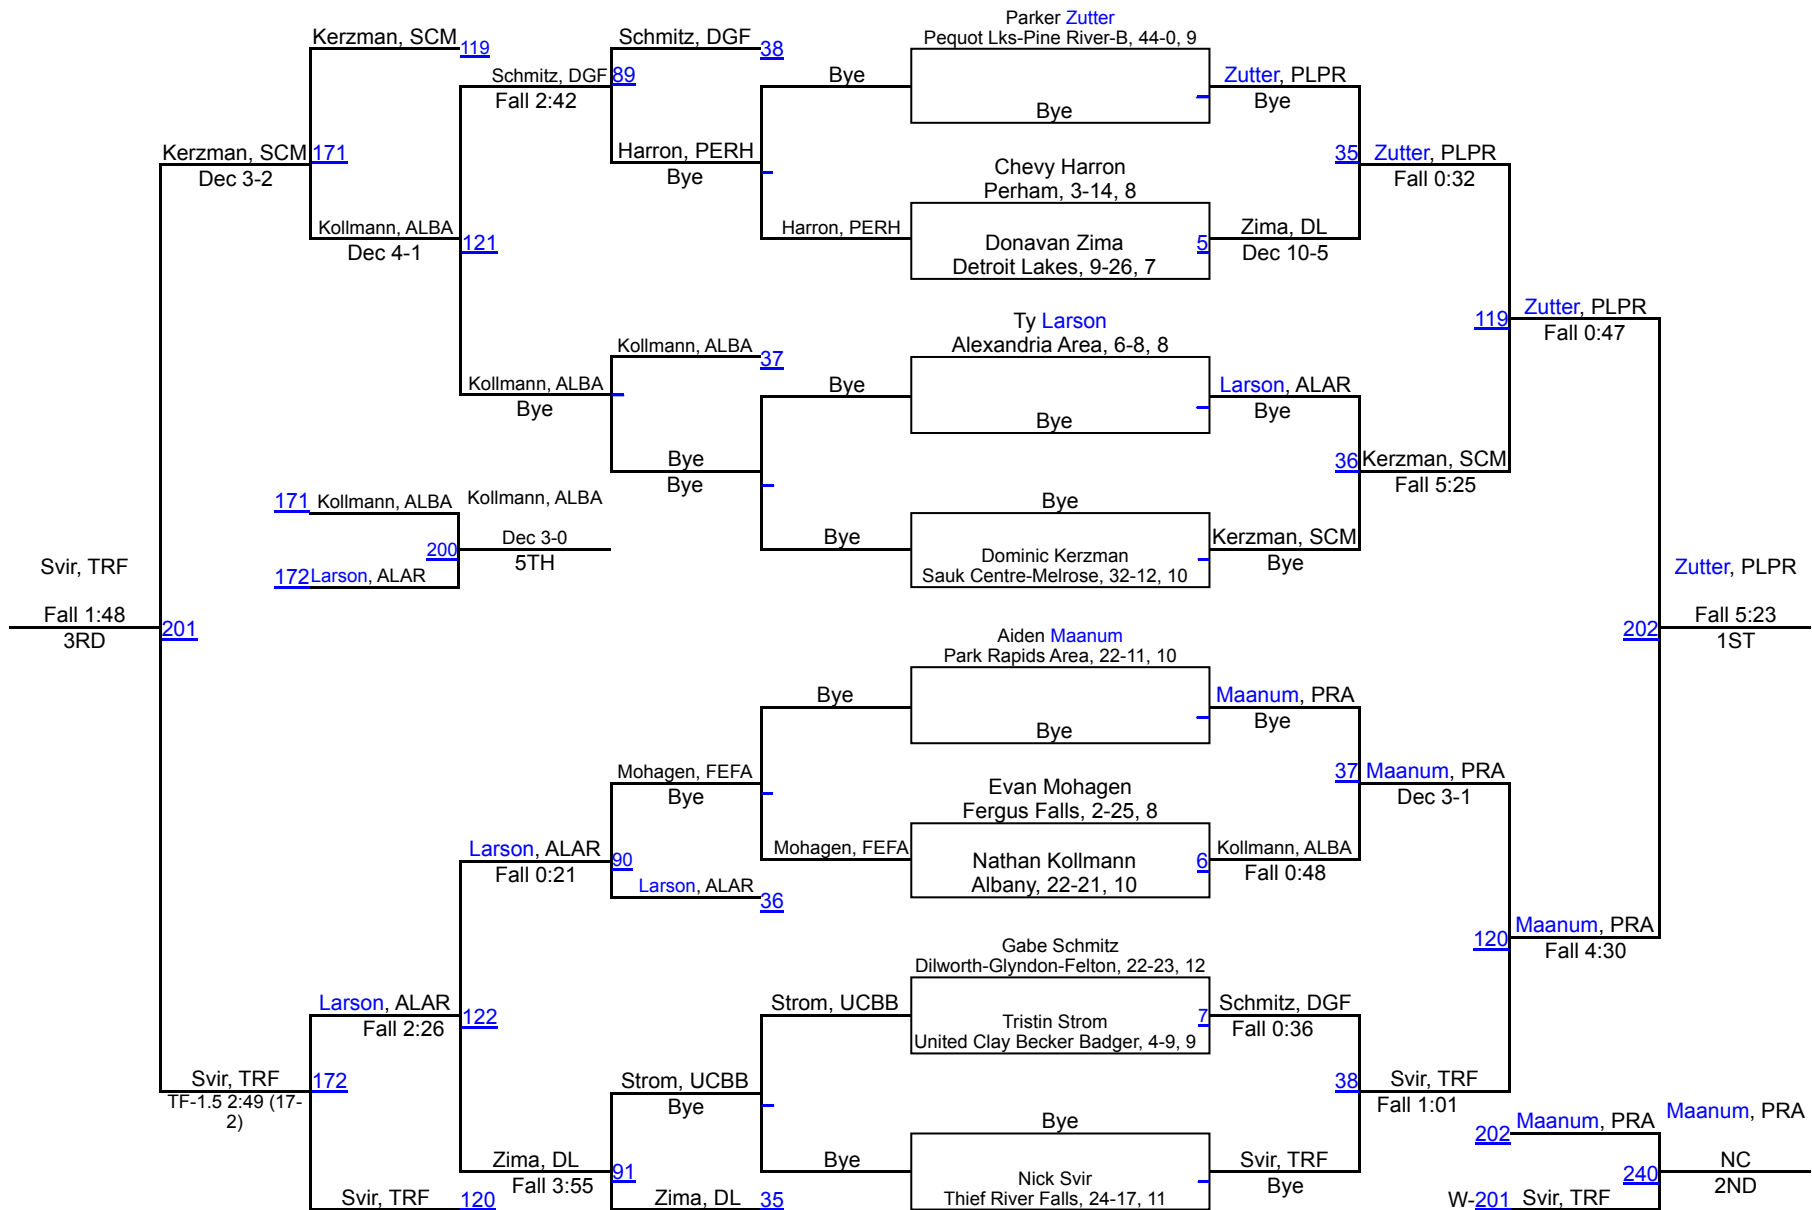 Parker Zutter
Pequot Lks-Pine River-B, 44-0, 9
Kerzman, SCM
119
Schmitz, DGF
38
Schmitz, DGF
89
Fall 2:42
Bye
Bye
Zutter, PLPR
Bye
Kerzman, SCM
171
Dec 3-2
Harron, PERH
Bye
Chevy Harron
Perham, 3-14, 8
35
Zutter, PLPR
Fall 0:32
Kollmann, ALBA
Dec 4-1
121
Harron, PERH
Donavan Zima
Detroit Lakes, 9-26, 7
5
Zima, DL
Dec 10-5
Ty Larson
Alexandria Area, 6-8, 8
119
Zutter, PLPR
Fall 0:47
Kollmann, ALBA
37
Kollmann, ALBA
Bye
Bye
Bye
Larson, ALAR
Bye
Bye
Bye
36
Kerzman, SCM
Fall 5:25
171
Kollmann, ALBA
Kollmann, ALBA
Bye
Bye
Dominic Kerzman
Sauk Centre-Melrose, 32-12, 10
Kerzman, SCM
Bye
200
Dec 3-0
5TH
172
Larson, ALAR
Svir, TRF
Fall 1:48
3RD
201
Zutter, PLPR
202
Fall 5:23
1ST
Aiden Maanum
Park Rapids Area, 22-11, 10
Bye
Bye
Maanum, PRA
Bye
Mohagen, FEFA
Bye
Evan Mohagen
Fergus Falls, 2-25, 8
37
Maanum, PRA
Dec 3-1
Larson, ALAR
90
Fall 0:21
Larson, ALAR
36
Mohagen, FEFA
Nathan Kollmann
Albany, 22-21, 10
6
Kollmann, ALBA
Fall 0:48
120
Maanum, PRA
Fall 4:30
Gabe Schmitz
Dilworth-Glyndon-Felton, 22-23, 12
Larson, ALAR
Fall 2:26
122
Strom, UCBB
Tristin Strom
United Clay Becker Badger, 4-9, 9
7
Schmitz, DGF
Fall 0:36
Svir, TRF
172
TF-1.5 2:49 (17-
2)
Strom, UCBB
Bye
38
Svir, TRF
Fall 1:01
Bye
Bye
Nick Svir
Thief River Falls, 24-17, 11
Svir, TRF
Bye
Zima, DL
91
Fall 3:55
Svir, TRF
120
Zima, DL
35
202
Maanum, PRA
Maanum, PRA
240
NC
2ND
W-201
Svir, TRF